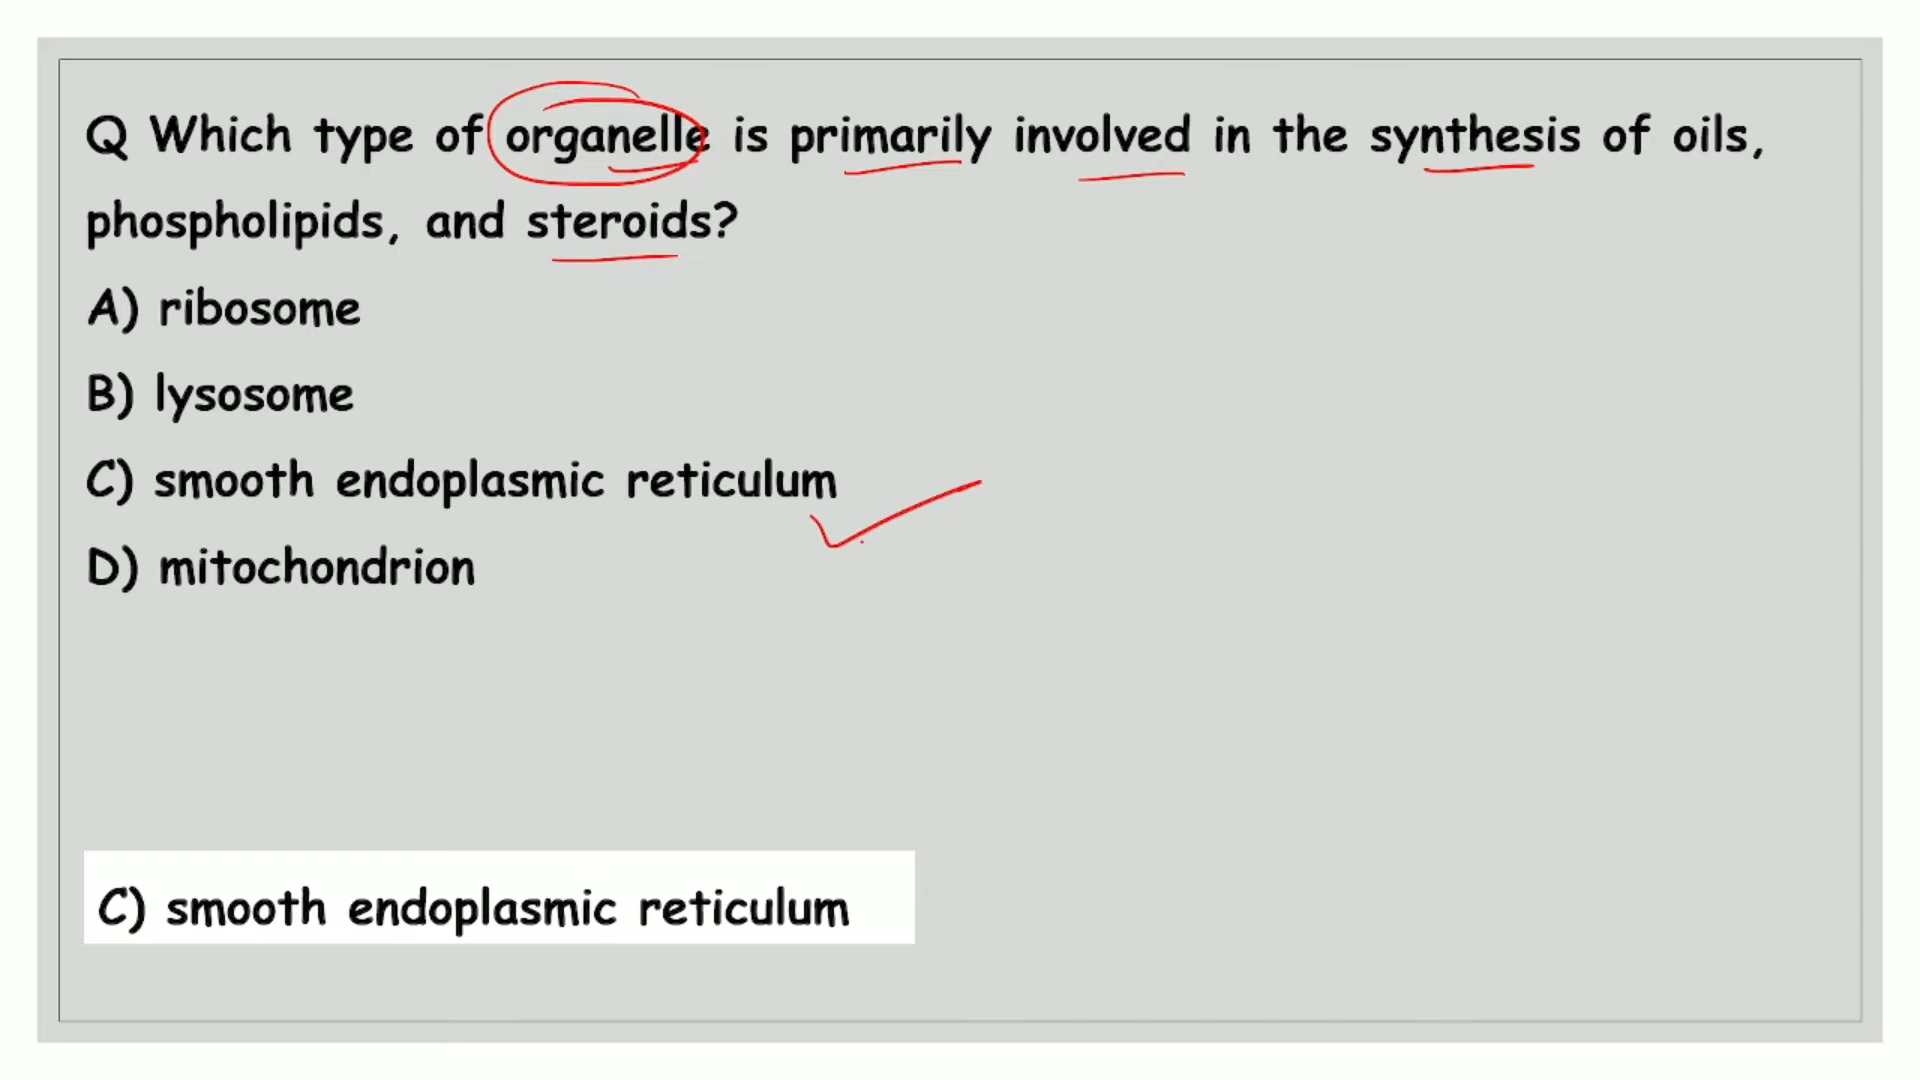 Q Which type of organelle is primarily involved in the synthesis of oils,
phospholipids, and steroids?
A) ribosome
B) lysosome
C) smooth endoplasmic reticulum
D) mitochondrion
C) smooth endoplasmic reticulum